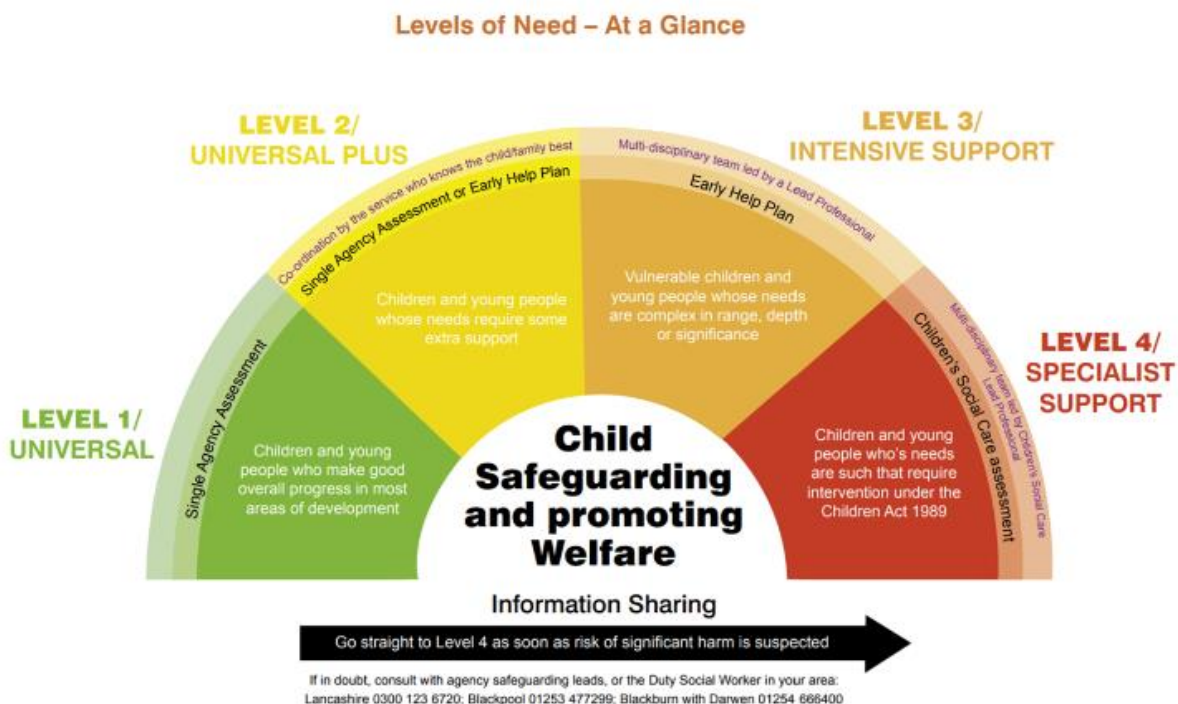 Levels of Need – At a Glance
LEVEL 1/
UNIVERSAL
Single Agency Assessment
Children and young
people who make good
overall progress in most
areas of development
LEVEL 2/
UNIVERSAL PLUS
Co-ordination by the service who knows the child/family best
Single Agency Assessment or Early Help Plan
Children and young people
whose needs require some
extra support
LEVEL 3/
INTENSIVE SUPPORT
Multi-disciplinary team led by a Lead Professional
Early Help Plan
Vulnerable children and
young people whose needs
are complex in range, depth
or significance
LEVEL 4/
SPECIALIST
SUPPORT
Multi-disciplinary team led by Children's Social Care
Lead Professional
Children's Social Care assessment
Children and young
people who's needs
are such that require
intervention under the
Children Act 1989
Child
Safeguarding
and promoting
Welfare
Information Sharing
Go straight to Level 4 as soon as risk of significant harm is suspected
If in doubt, consult with agency safeguarding leads, or the Duty Social Worker in your area:
Lancashire 0300 123 6720; Blackpool 01253 477299; Blackburn with Darwen 01254 666400